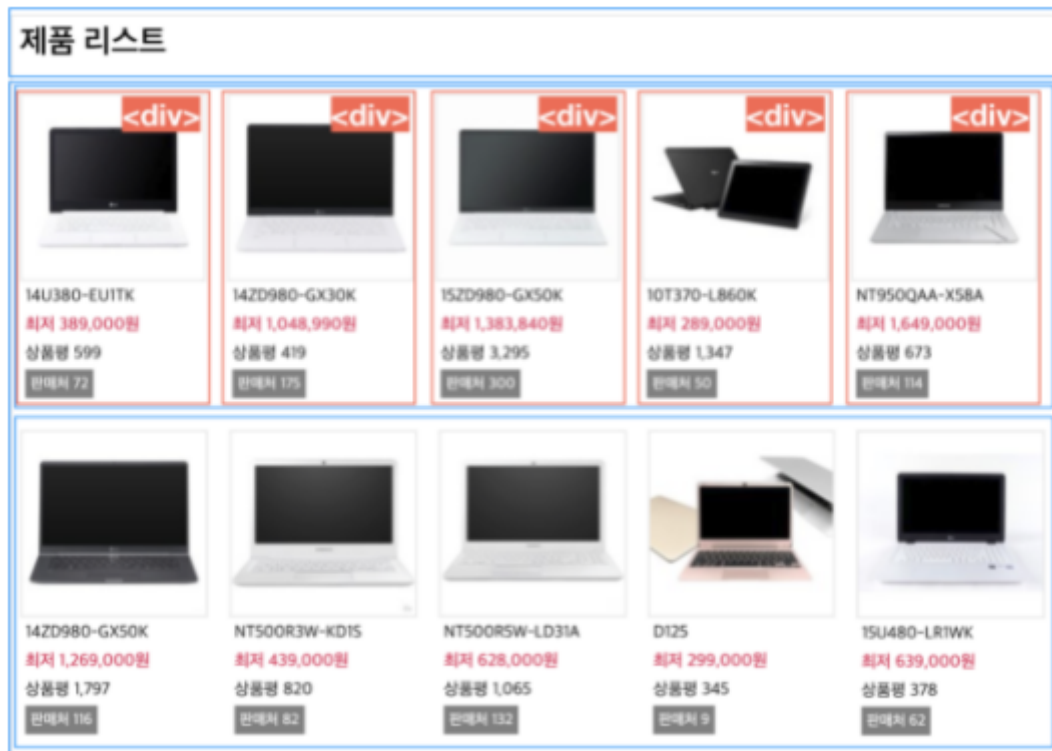 제품 리스트
<div> <div> <div> <div> <div>
14U380-EU1TK 14ZD980-GX30K 15ZD980-GX50K 10T370-L860K NT950QAA-X58A
최저 389,000원 최저 1,048,990원 최저 1,383,840원 최저 289,000원 최저 1,649,000원
상품평 599 상품평 419 상품평 3,295 상품평 1,347 상품평 673
판매처 72 판매처 175 판매처 300 판매처 50 판매처 114
14ZD980-GX50K NT500R3W-KD1S NT500R5W-LD31A D125 15U480-LR1WK
최저 1,269,000원 최저 439,000원 최저 628,000원 최저 299,000원 최저 639,000원
상품평 1,797 상품평 820 상품평 1,065 상품평 345 상품평 378
판매처 116 판매처 82 판매처 132 판매처 9 판매처 62